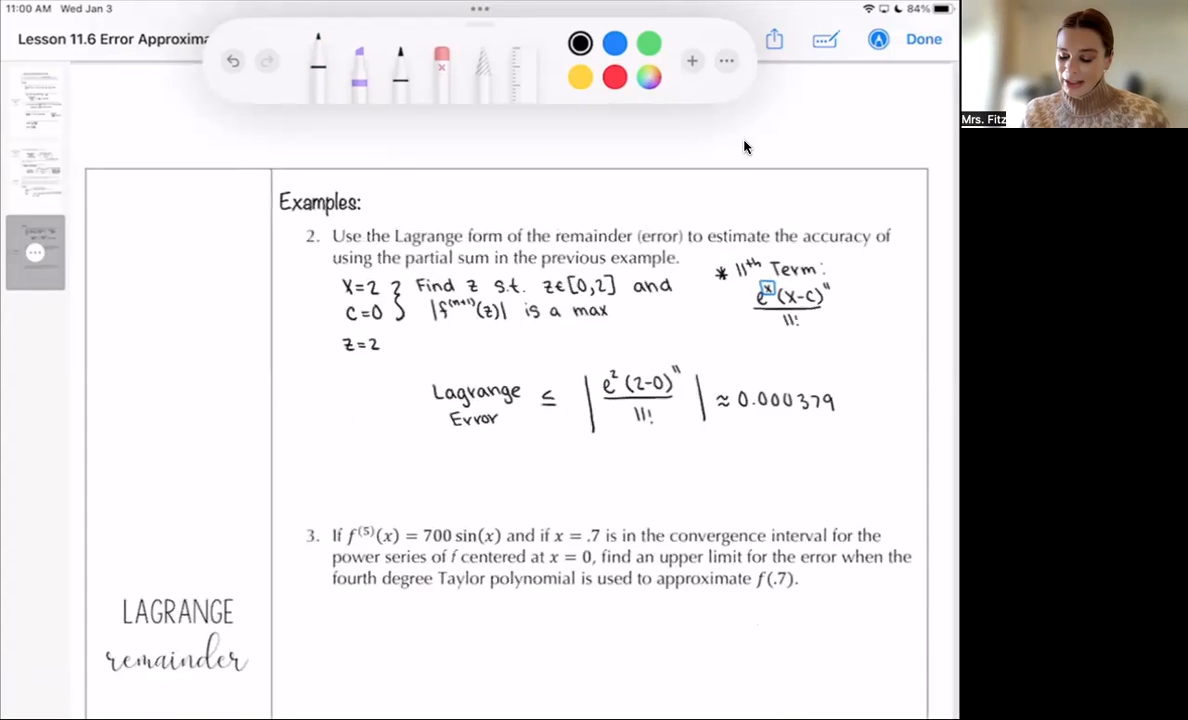 11:00 AM Wed Jan 3
84%
Lesson 11.6 Error Approxima
Done
Mrs. Fitz
Examples:
2. Use the Lagrange form of the remainder (error) to estimate the accuracy of
using the partial sum in the previous example.
* 11th Term:
e^x (x-c)^11
11!
x=2 } Find z s.t. z∈[0,2] and
c=0 } |f^(n+1)(z)| is a max
z=2
Lagrange Error ≤ | e^2 (2-0)^11 / 11! | ≈ 0.000379
3. If f^(5)(x) = 700 sin(x) and if x = .7 is in the convergence interval for the
power series of f centered at x = 0, find an upper limit for the error when the
fourth degree Taylor polynomial is used to approximate f(.7).
LAGRANGE
remainder